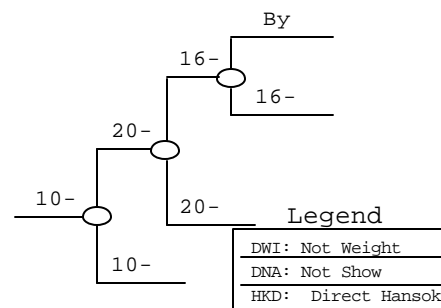 By
16-
16-
20-
20-
10-
10-
Legend
DWI: Not Weight
DNA: Not Show
HKD: Direct Hansok